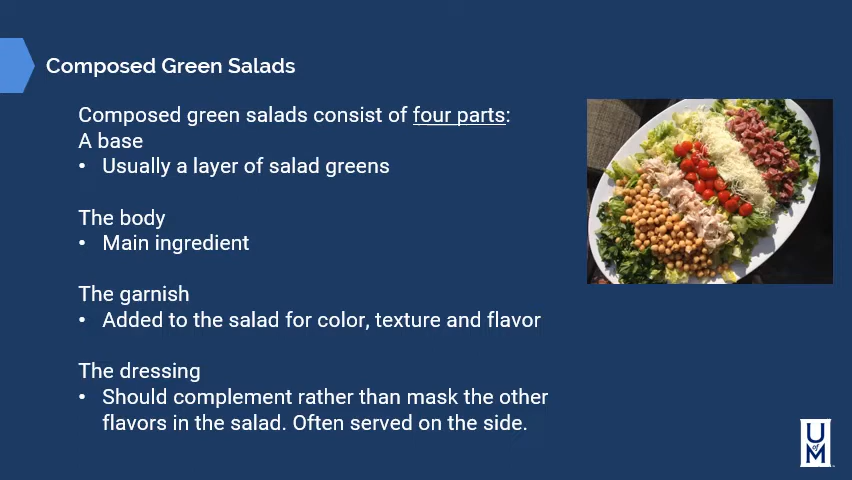 Composed Green Salads
Composed green salads consist of four parts:
A base
• Usually a layer of salad greens
The body
• Main ingredient
The garnish
• Added to the salad for color, texture and flavor
The dressing
• Should complement rather than mask the other
flavors in the salad. Often served on the side.
U
of
M